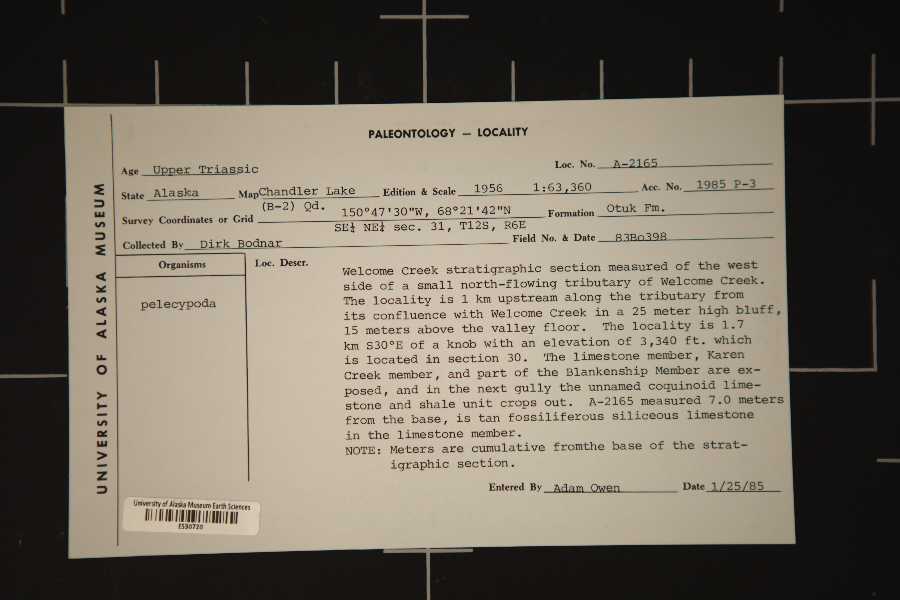 PALEONTOLOGY — LOCALITY
Loc. No. A-2165
Age Upper Triassic
State Alaska Map Chandler Lake Edition & Scale 1956 1:63,360 Acc. No. 1985 P-3
(B-2) Qd.
Survey Coordinates or Grid 150°47'30"W, 68°21'42"N Formation Otuk Fm.
SE¼ NE¼ sec. 31, T12S, R6E
Collected By Dirk Bodnar Field No. & Date 83Bo398
Organisms
pelecypoda
Loc. Descr.
Welcome Creek stratigraphic section measured of the west
side of a small north-flowing tributary of Welcome Creek.
The locality is 1 km upstream along the tributary from
its confluence with Welcome Creek in a 25 meter high bluff,
15 meters above the valley floor. The locality is 1.7
km S30°E of a knob with an elevation of 3,340 ft. which
is located in section 30. The limestone member, Karen
Creek member, and part of the Blankenship Member are ex-
posed, and in the next gully the unnamed coquinoid lime-
stone and shale unit crops out. A-2165 measured 7.0 meters
from the base, is tan fossiliferous siliceous limestone
in the limestone member.
NOTE: Meters are cumulative fromthe base of the strat-
igraphic section.
Entered By Adam Owen Date 1/25/85
UNIVERSITY OF ALASKA MUSEUM
University of Alaska Museum Earth Sciences
ES30720